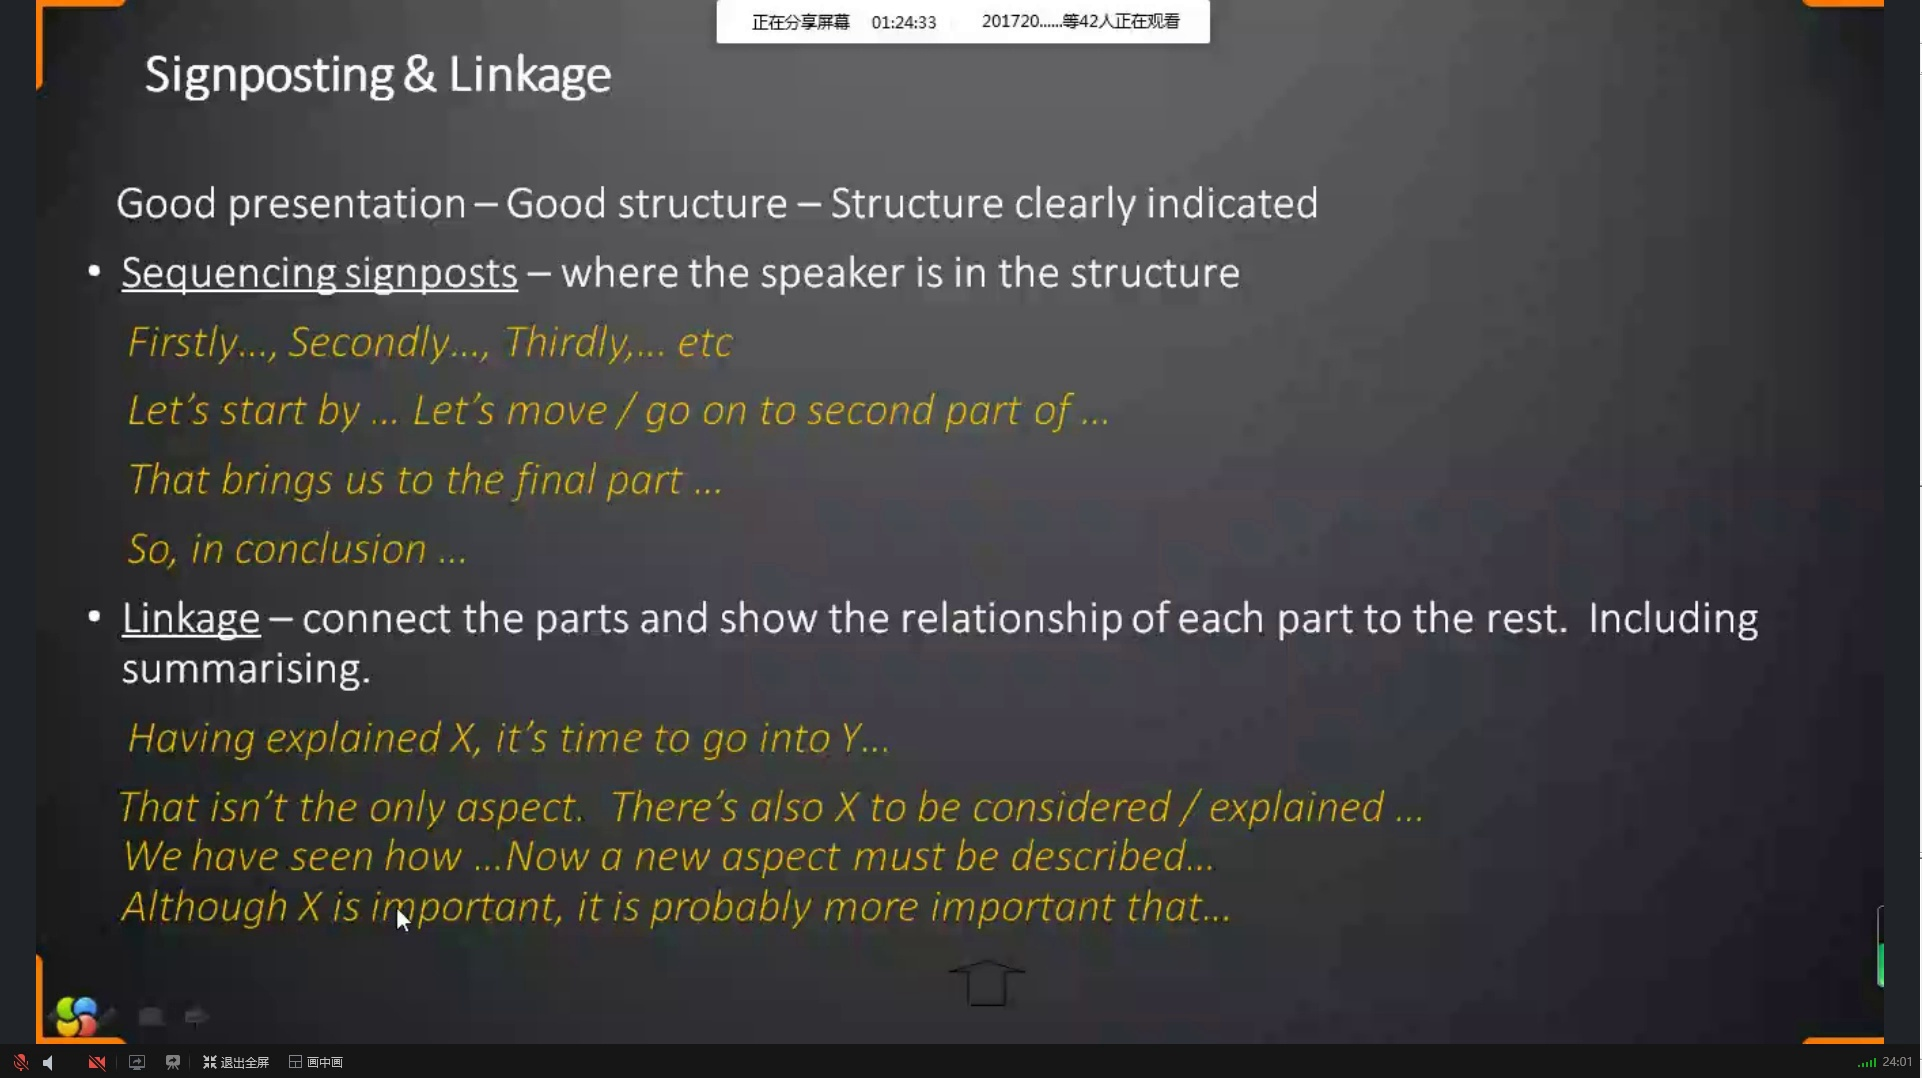 正在分享屏幕 01:24:33 201720......等42人正在观看
Signposting & Linkage
Good presentation – Good structure – Structure clearly indicated
• Sequencing signposts – where the speaker is in the structure
Firstly…, Secondly…, Thirdly,… etc
Let’s start by … Let’s move / go on to second part of …
That brings us to the final part …
So, in conclusion …
• Linkage – connect the parts and show the relationship of each part to the rest.  Including
summarising.
Having explained X, it’s time to go into Y…
That isn’t the only aspect.  There’s also X to be considered / explained …
We have seen how …Now a new aspect must be described…
Although X is important, it is probably more important that…
退出全屏 画中画 24:01